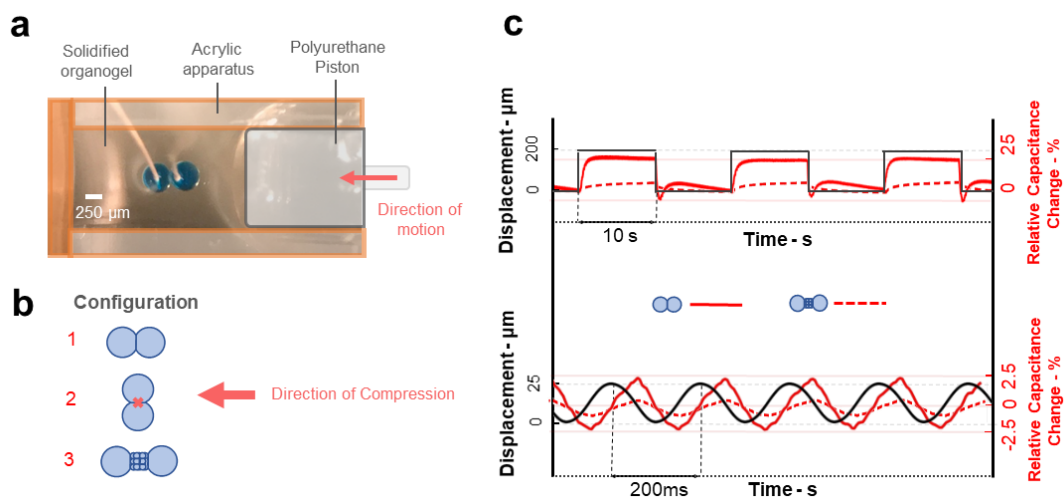 a
Solidified
organogel
Acrylic
apparatus
Polyurethane
Piston
250 µm
Direction of
motion
b
Configuration
1
2
3
Direction of Compression
c
Displacement - µm
200
0
25
0
Relative Capacitance
Change - %
10 s
Time - s
Displacement - µm
25
0
2.5
0
-2.5
Relative Capacitance
Change - %
200ms
Time - s